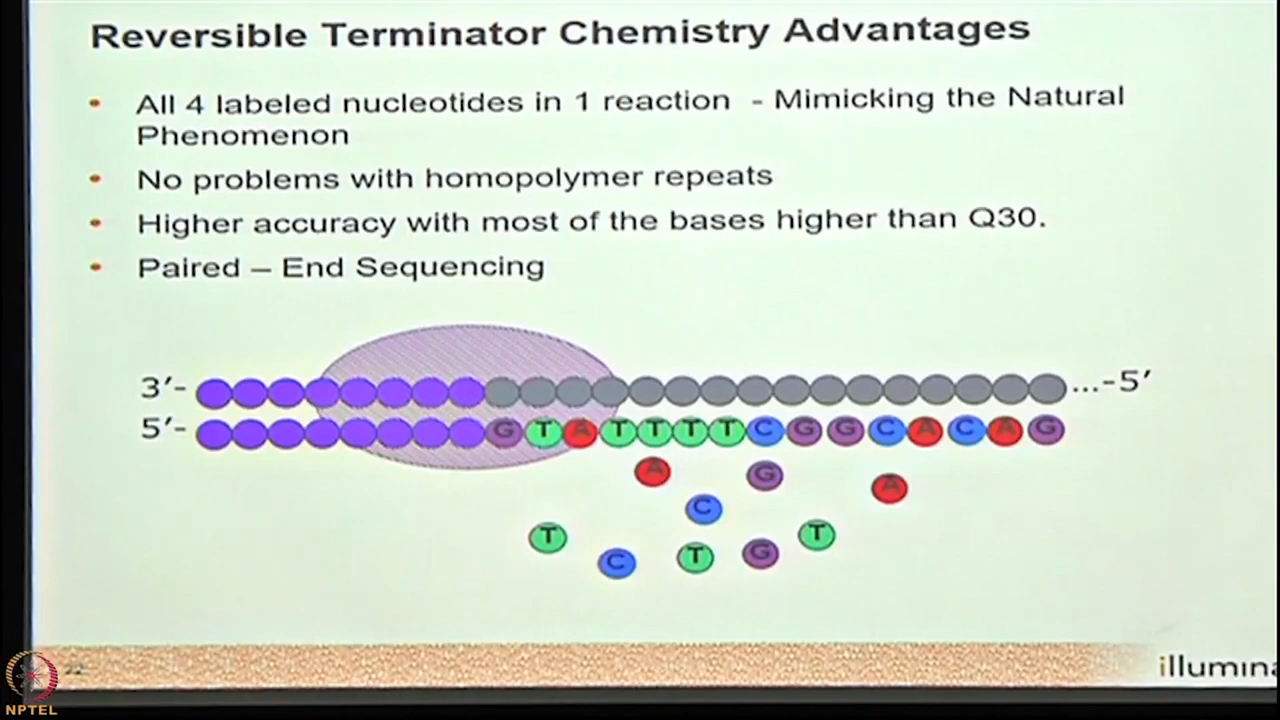 Reversible Terminator Chemistry Advantages
• All 4 labeled nucleotides in 1 reaction - Mimicking the Natural
Phenomenon
• No problems with homopolymer repeats
• Higher accuracy with most of the bases higher than Q30.
• Paired – End Sequencing
3′- ...-5′
5′- G T A T T T T C G G C A C A G
A G A
C
T C T G T
illumina
NPTEL